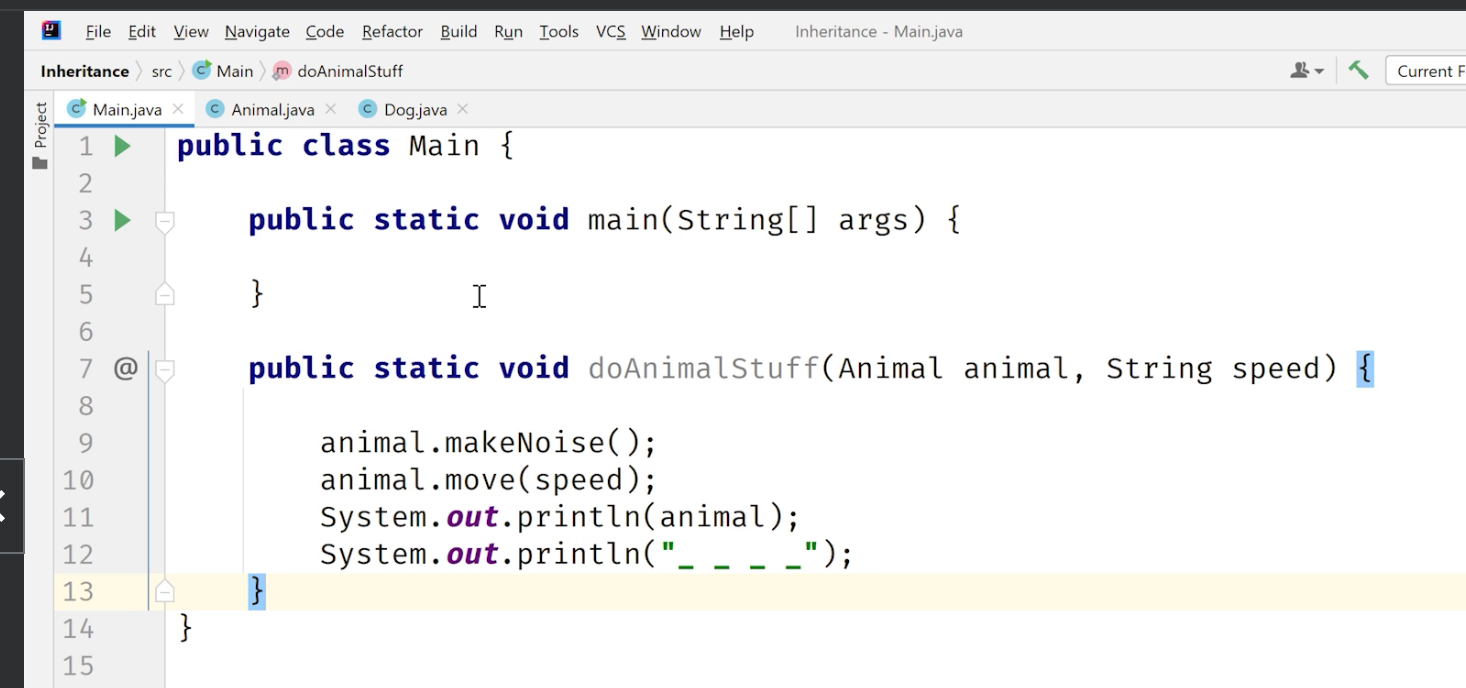 File Edit View Navigate Code Refactor Build Run Tools VCS Window Help Inheritance - Main.java
Inheritance src Main doAnimalStuff Current F
Project
Main.java Animal.java Dog.java
1 public class Main {
2
3 public static void main(String[] args) {
4
5 }
6
7 @ public static void doAnimalStuff(Animal animal, String speed) {
8
9 animal.makeNoise();
10 animal.move(speed);
11 System.out.println(animal);
12 System.out.println("_ _ _ _");
13 }
14 }
15